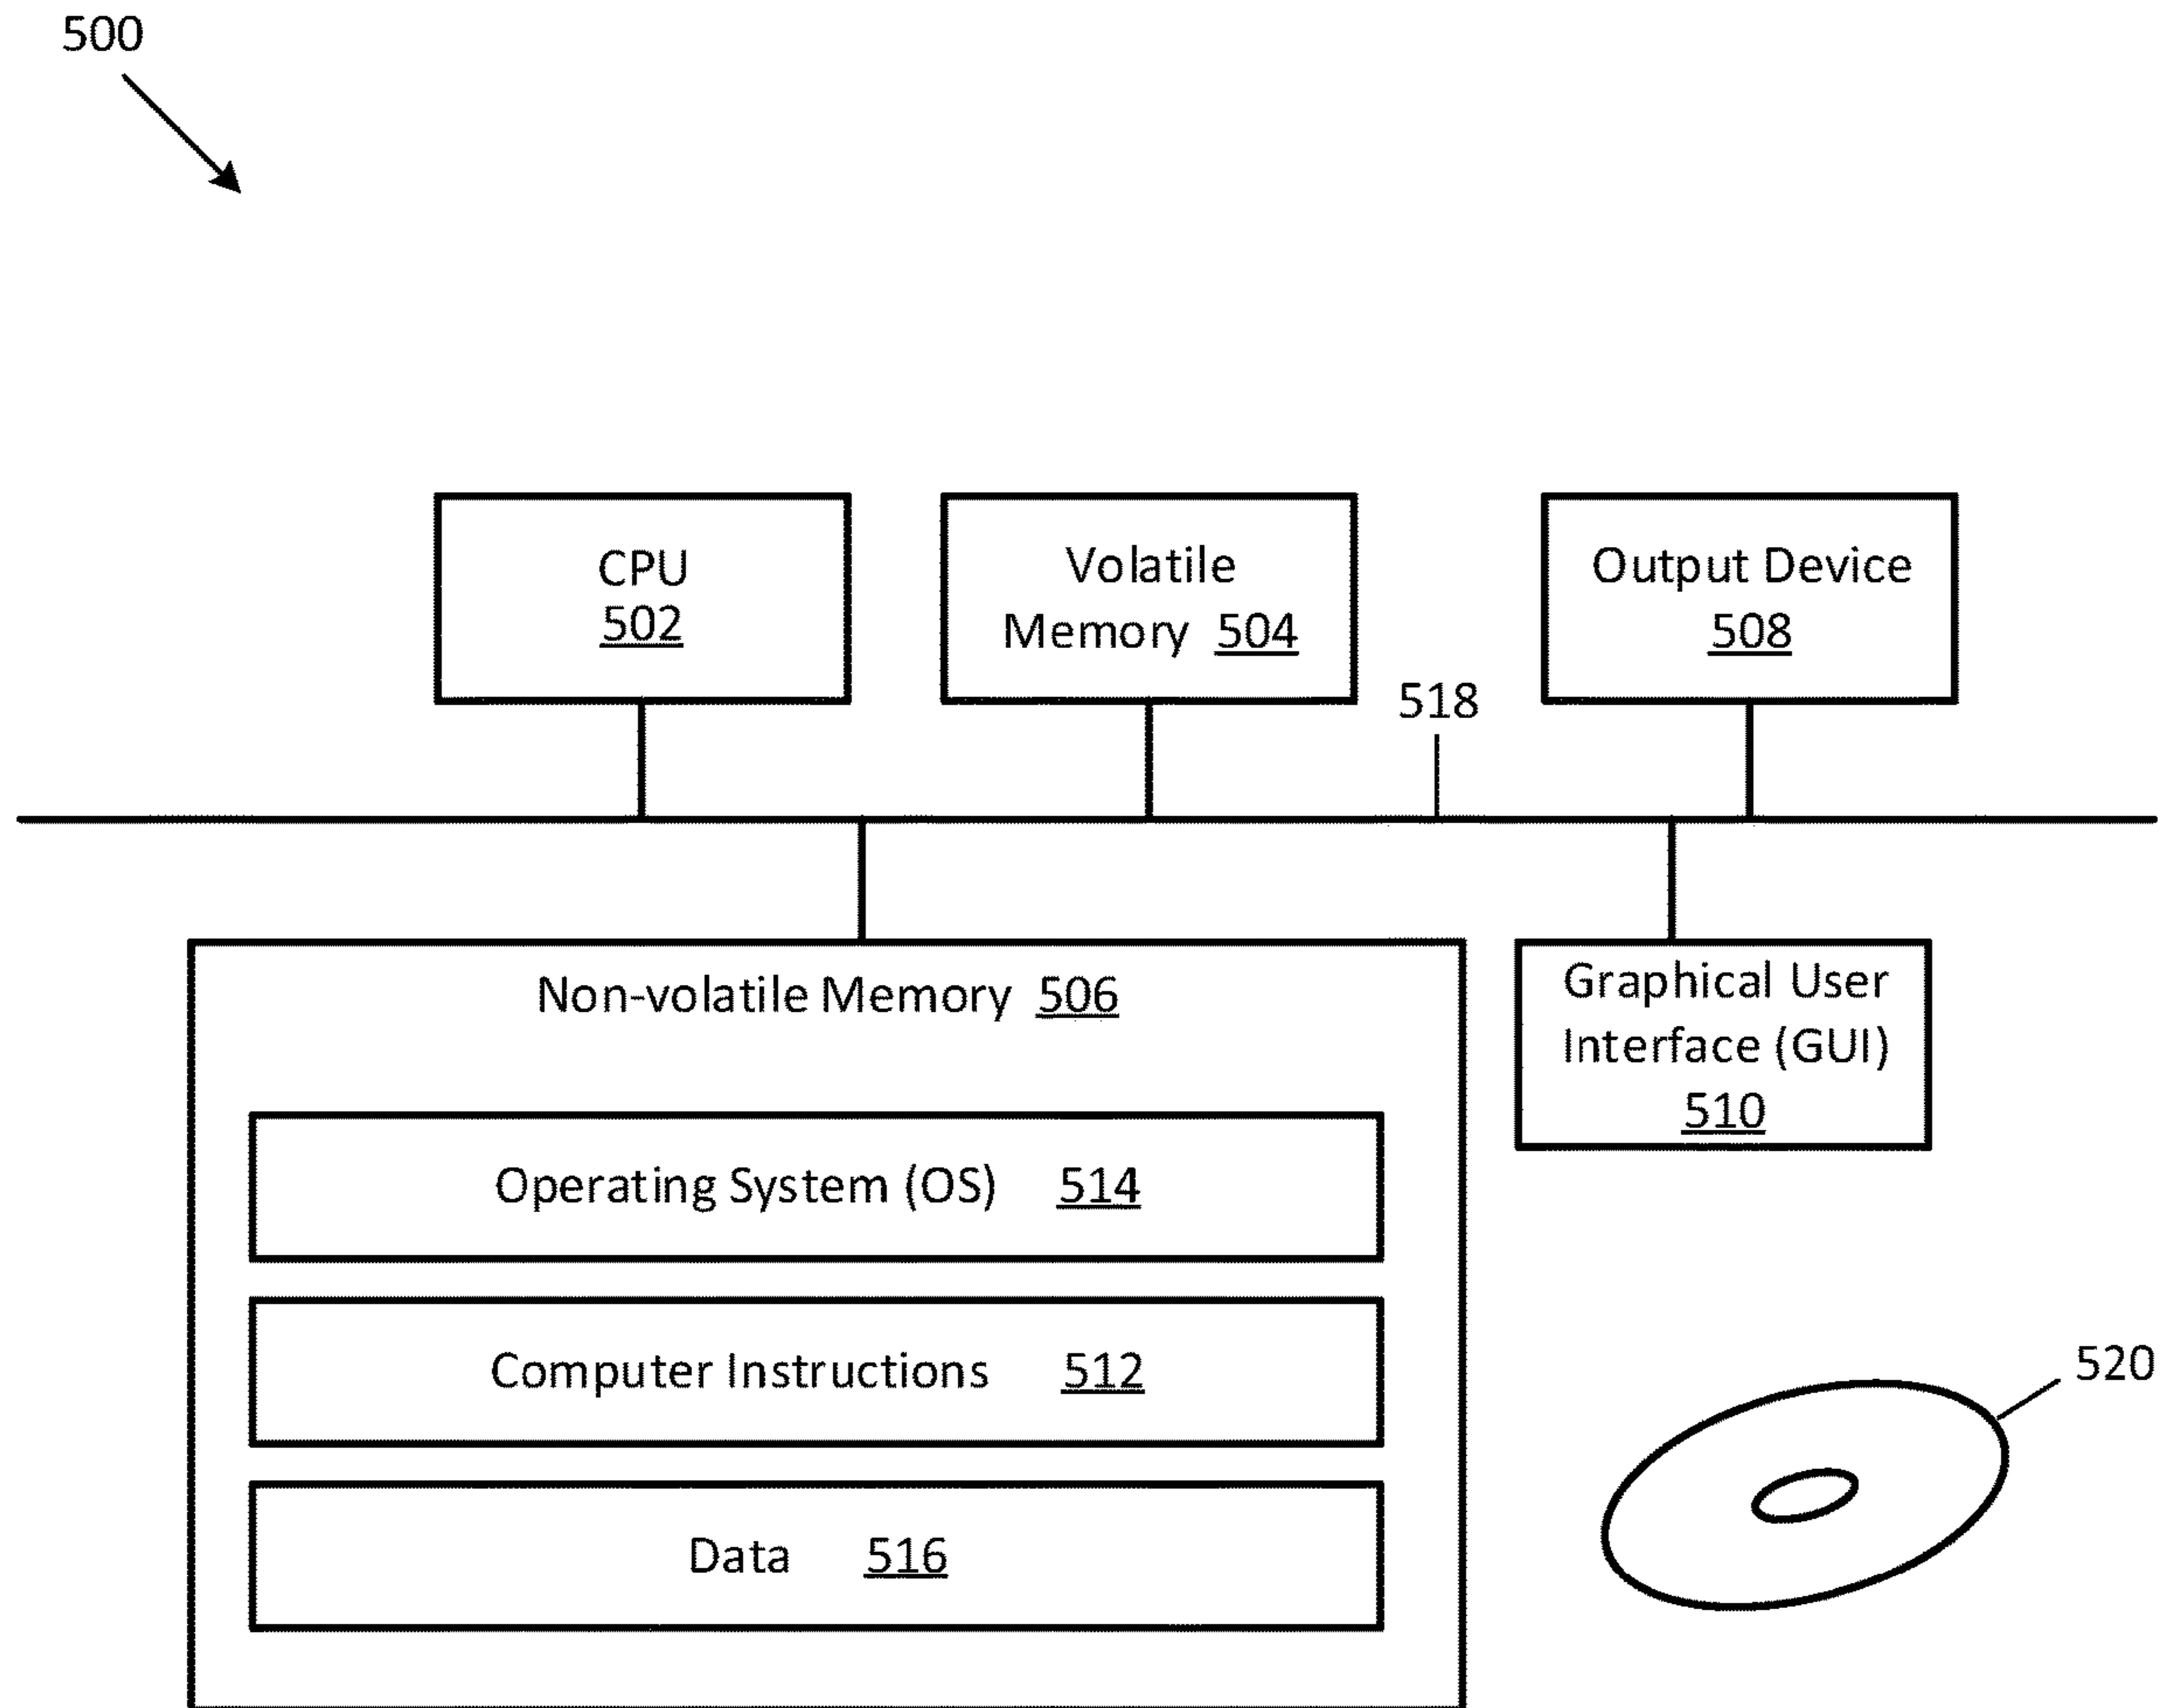 500
CPU
502
Volatile
Memory 504
Output Device
508
518
Non-volatile Memory 506
Graphical User
Interface (GUI)
510
Operating System (OS) 514
Computer Instructions 512
Data 516
520